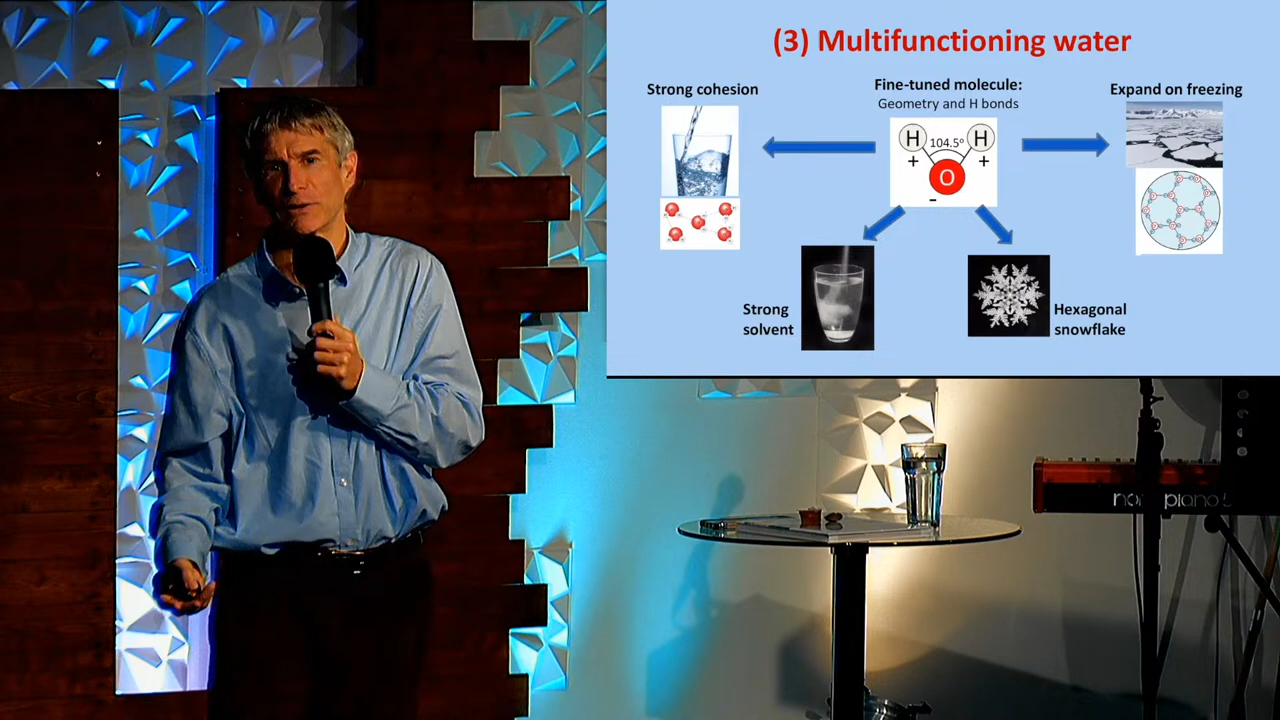 (3) Multifunctioning water
Strong cohesion
Fine-tuned molecule:
Geometry and H bonds
Expand on freezing
H 104.5° H
+ +
O
-
Strong
solvent
Hexagonal
snowflake
nord piano 5